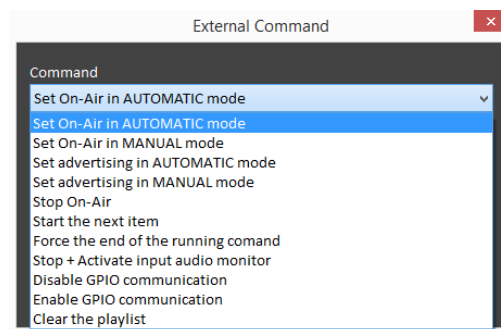 External Command
Command
Set On-Air in AUTOMATIC mode
Set On-Air in AUTOMATIC mode
Set On-Air in MANUAL mode
Set advertising in AUTOMATIC mode
Set advertising in MANUAL mode
Stop On-Air
Start the next item
Force the end of the running comand
Stop + Activate input audio monitor
Disable GPIO communication
Enable GPIO communication
Clear the playlist